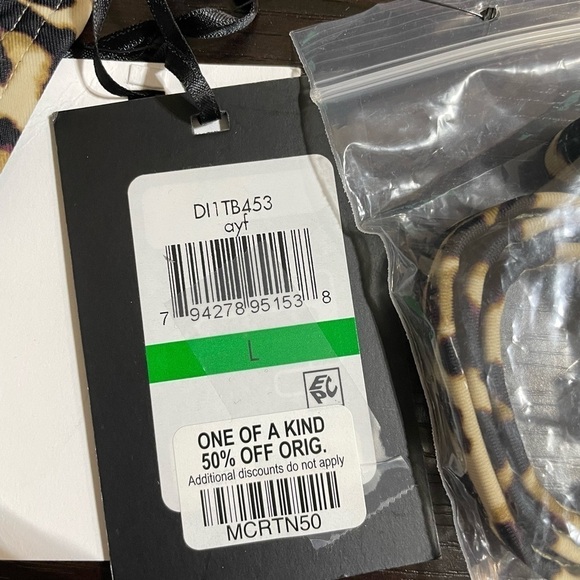 DI1TB453
ayf
7 94278 95153 8
L
EPC
ONE OF A KIND
50% OFF ORIG.
Additional discounts do not apply
MCRTN50